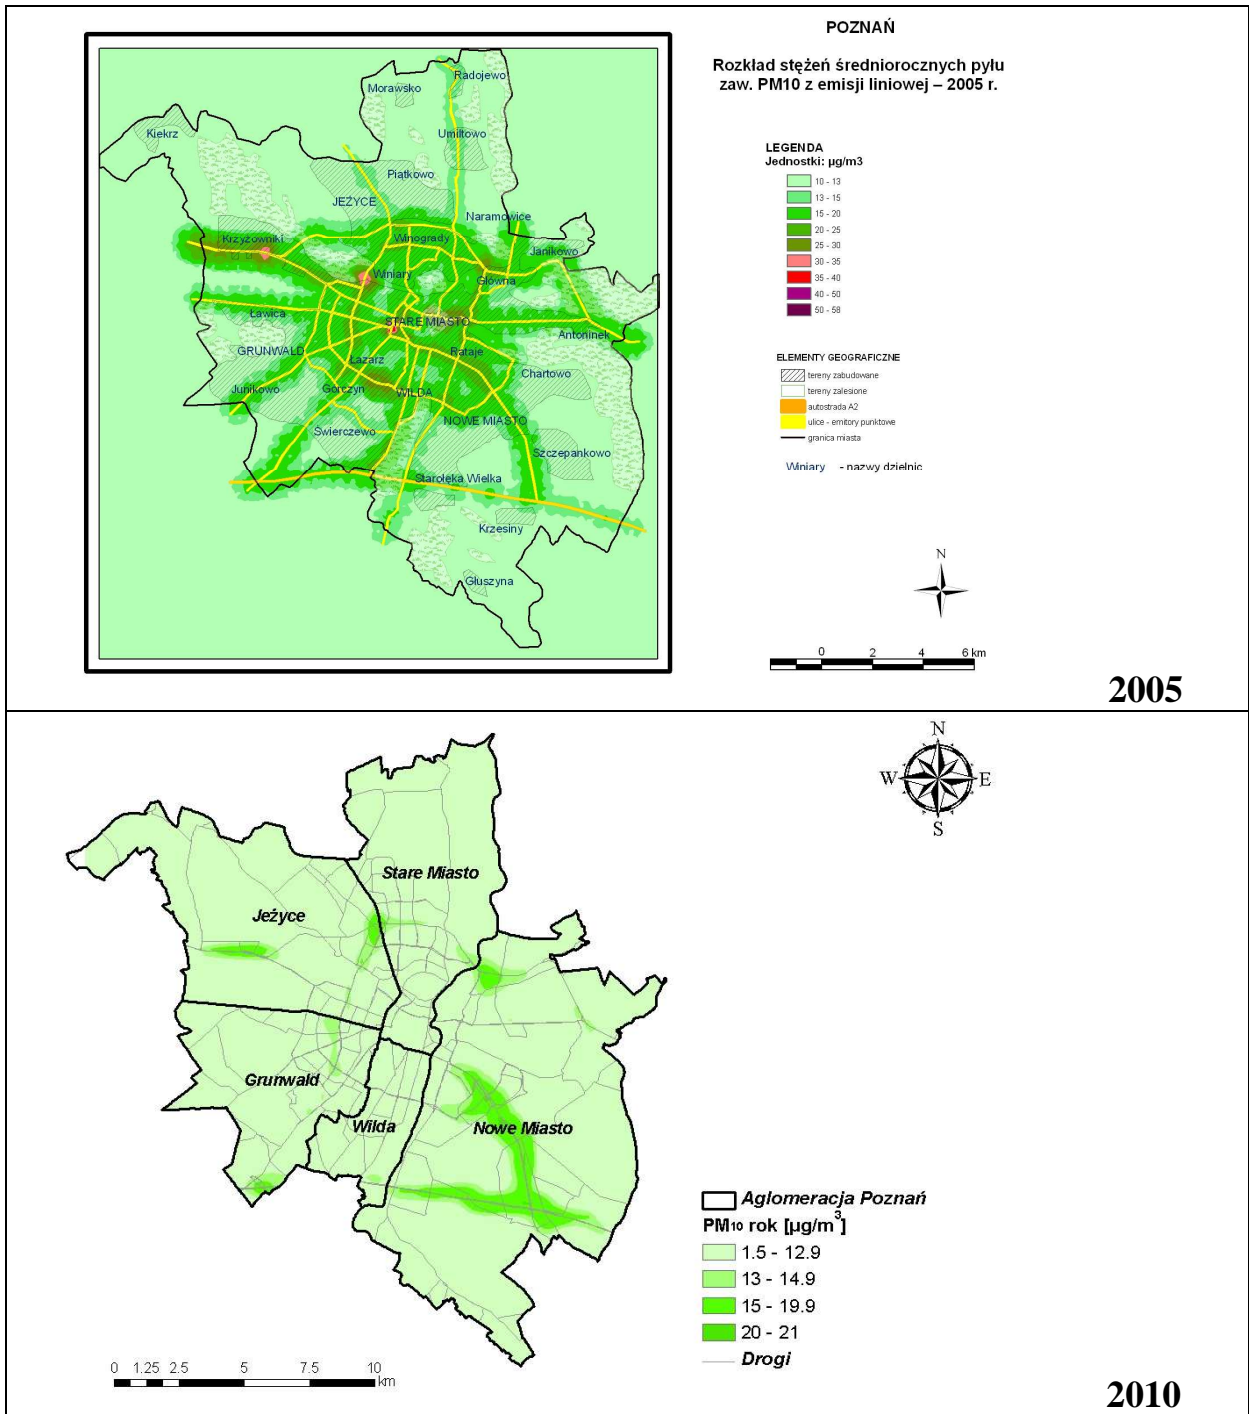 POZNAŃ
Rozkład stężeń średniorocznych pyłu
zaw. PM10 z emisji liniowej – 2005 r.
LEGENDA
Jednostki: µg/m3
10 - 13
13 - 15
15 - 20
20 - 25
25 - 30
30 - 35
35 - 40
40 - 50
50 - 58
ELEMENTY GEOGRAFICZNE
tereny zabudowane
tereny zalesione
autostrada A2
ulice - emitory punktowe
granica miasta
Winiary - nazwy dzielnic
N
0 2 4 6 km
2005
Radojewo
Morawsko
Kiekrz
Umultowo
Piątkowo
JEŻYCE
Naramowice
Krzyżowniki
Winogrady
Janikowo
Winiary
Główna
Ławica
STARE MIASTO
Antoninek
GRUNWALD
Łazarz
Rataje
Chartowo
Junikowo
Górczyn
WILDA
NOWE MIASTO
Świerczewo
Szczepankowo
Starołęka Wielka
Krzesiny
Głuszyna
N
W E
S
Stare Miasto
Jeżyce
Grunwald
Wilda
Nowe Miasto
Aglomeracja Poznań
PM10 rok [µg/m³]
1.5 - 12.9
13 - 14.9
15 - 19.9
20 - 21
Drogi
0 1.25 2.5 5 7.5 10
km
2010